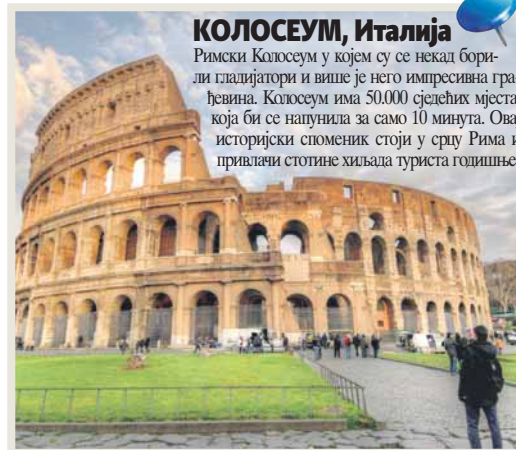 КОЛОСЕУМ, Италија
Римски Колосеум у којем су се некад бори-
ли гладијатори и више је него импресивна гра-
ђевина. Колосеум има 50.000 сједећих мјеста
која би се напунила за само 10 минута. Ова
историјски споменик стоји у срцу Рима и
привлачи стотине хиљада туриста годишње